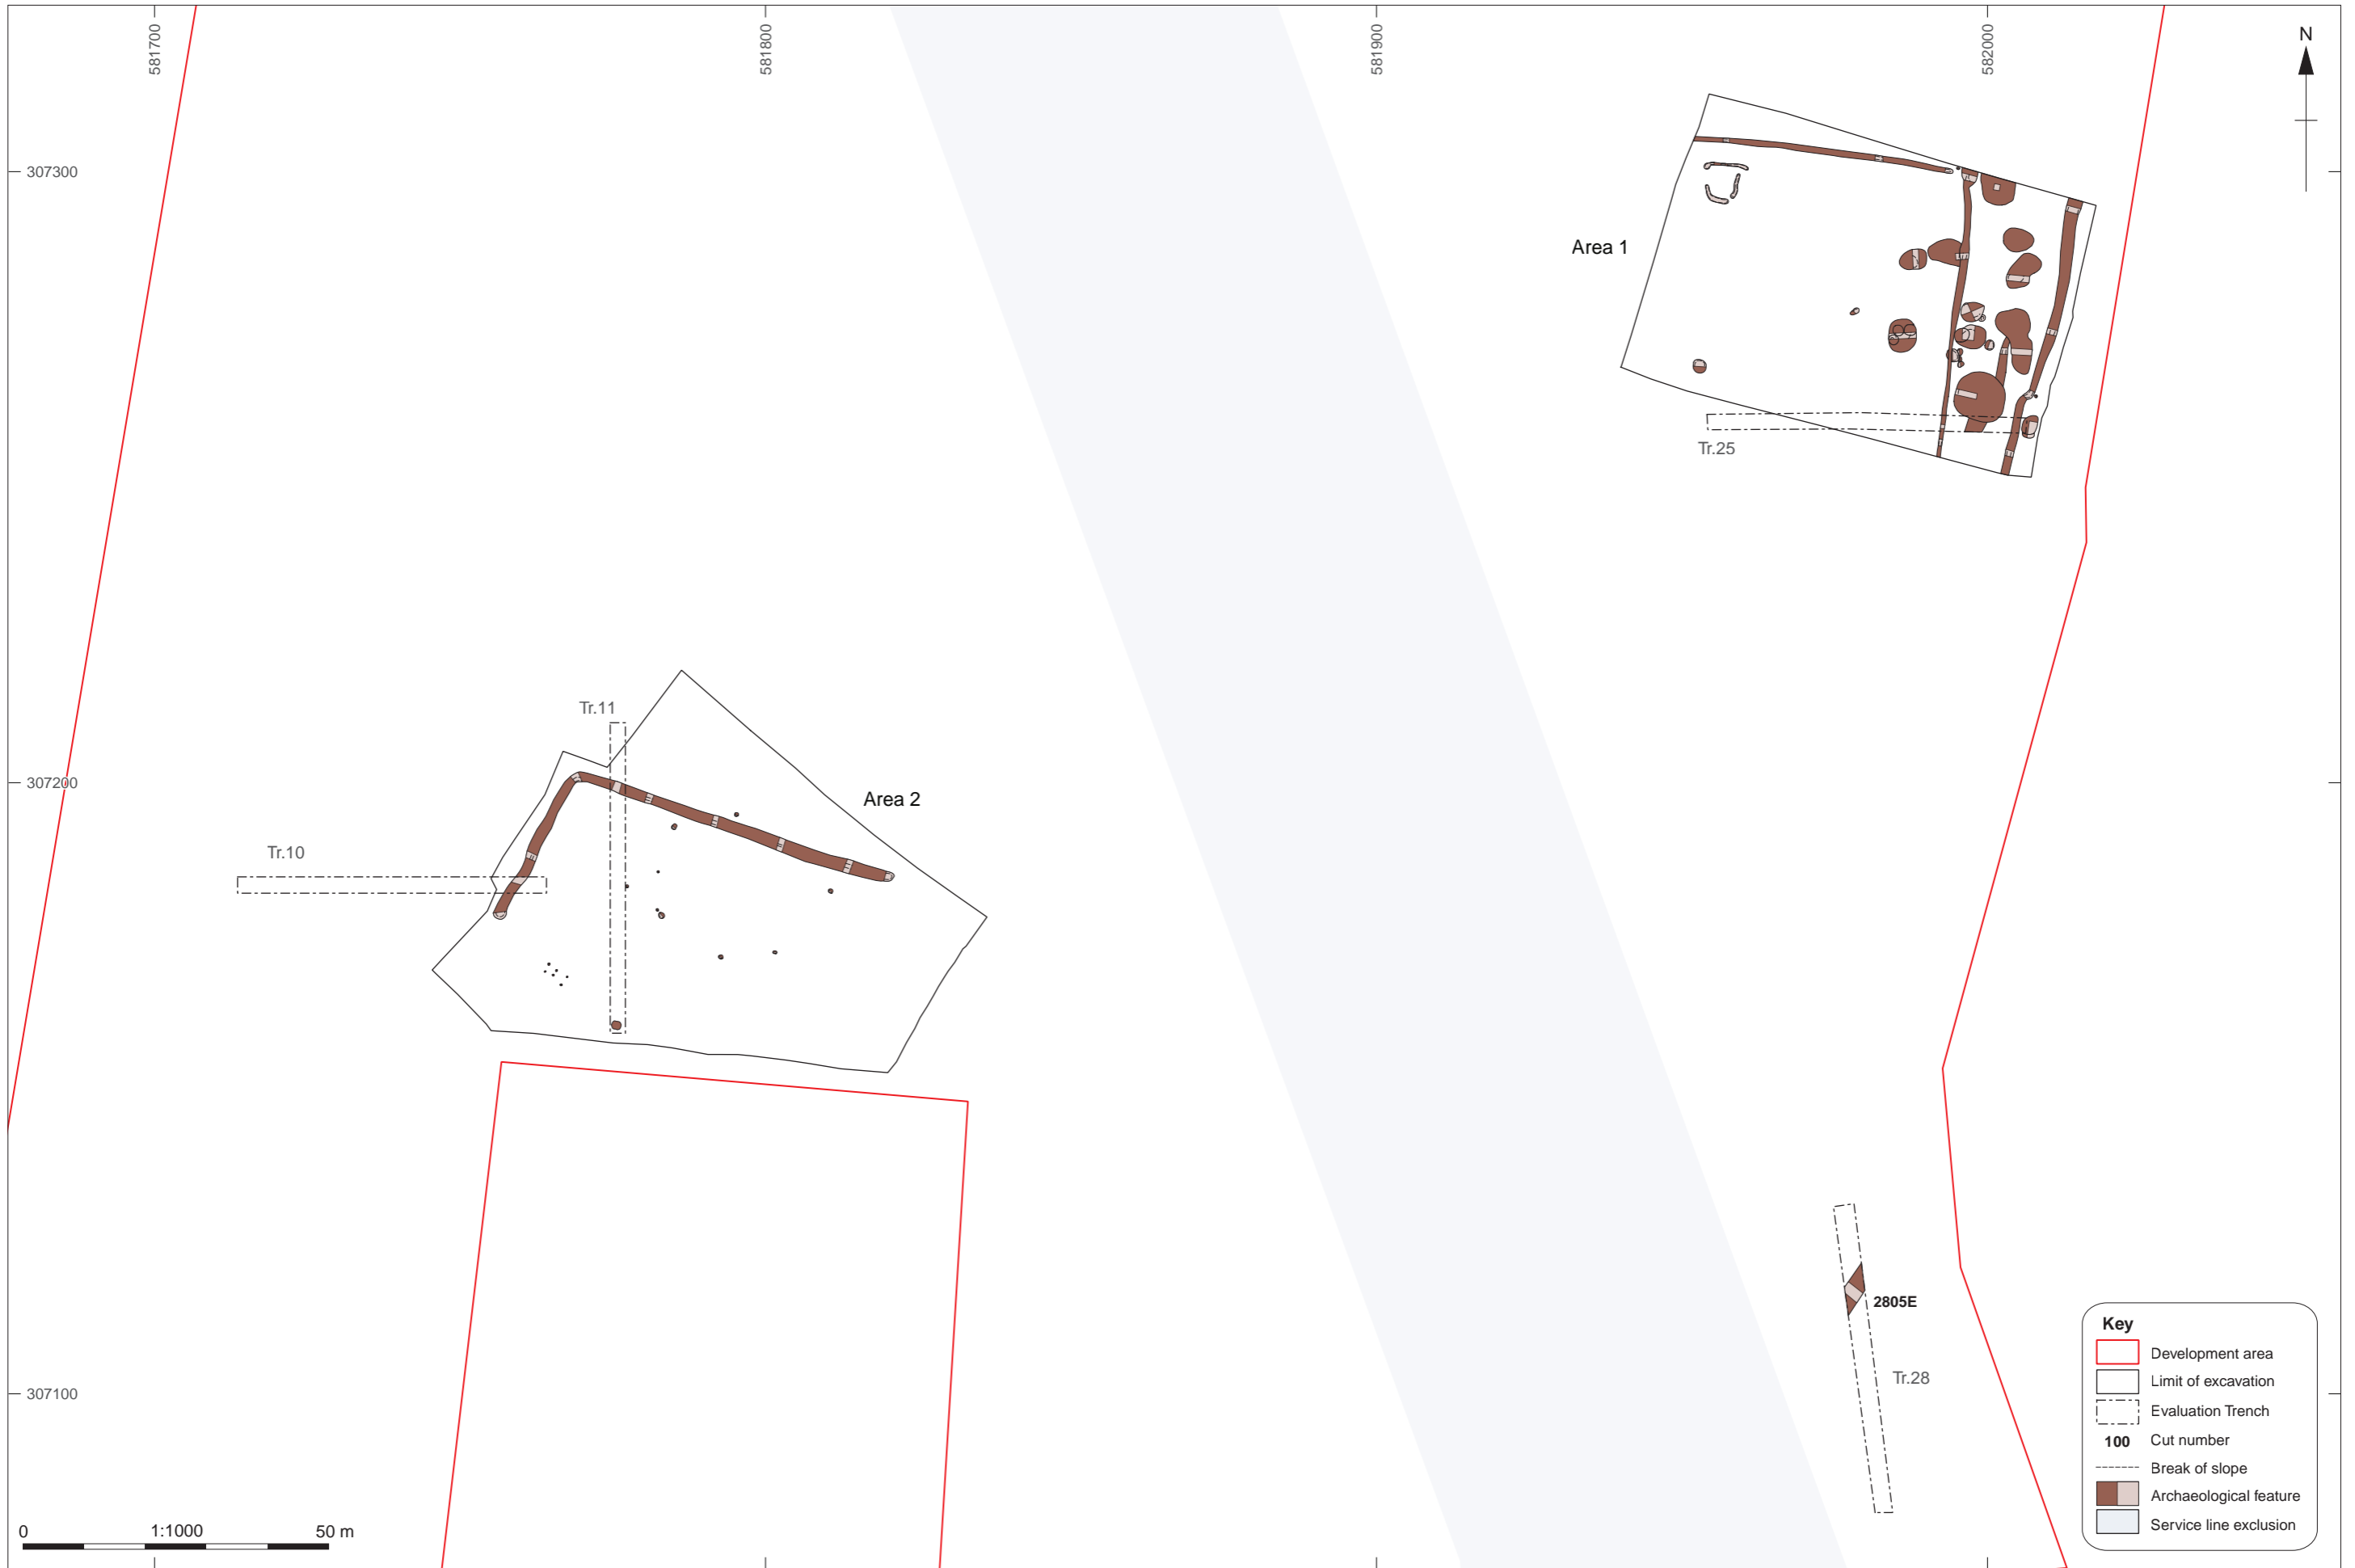 581700
581800
581900
582000
N
307300
Area 1
Tr.25
Tr.11
307200
Area 2
Tr.10
2805E
Tr.28
307100
Key
Development area
Limit of excavation
Evaluation Trench
100 Cut number
Break of slope
Archaeological feature
Service line exclusion
0 1:1000 50 m